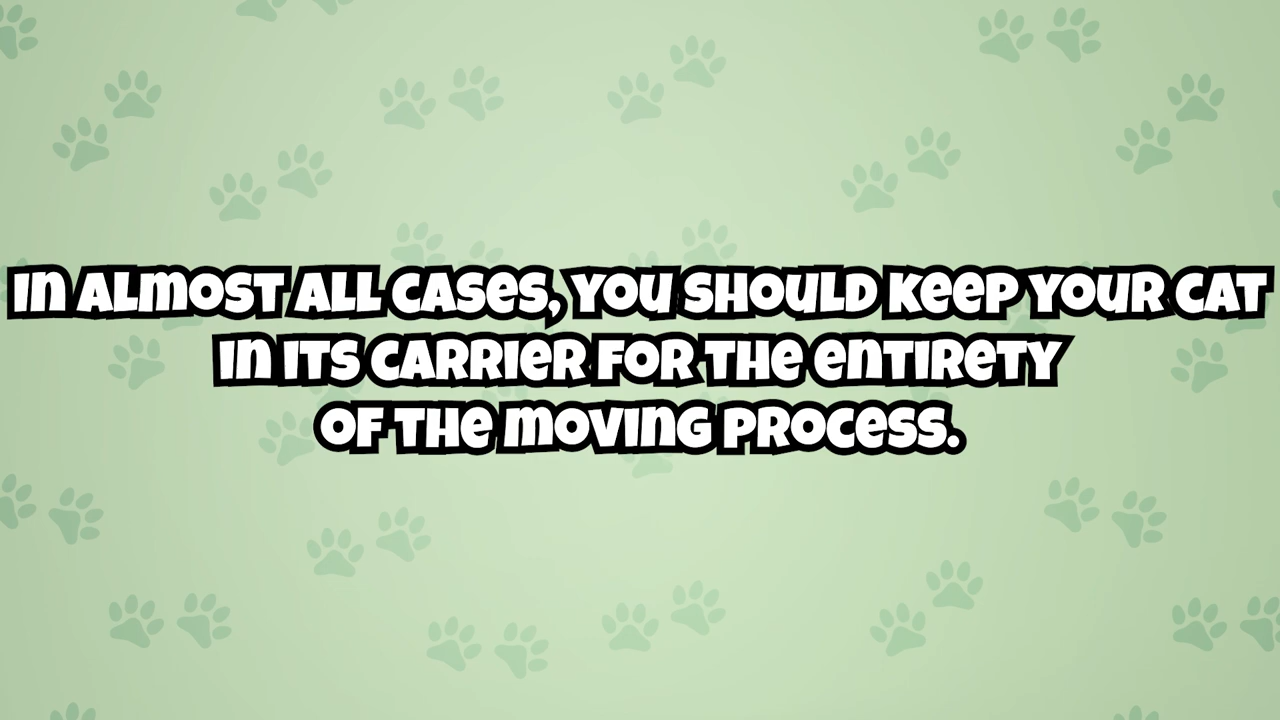 In almost all cases, you should keep your cat
in its carrier for the entirety
of the moving process.